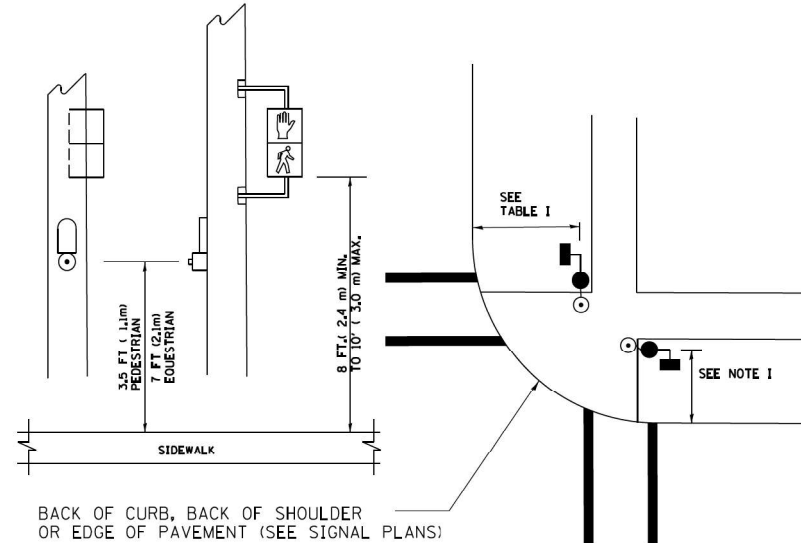 3.5 FT ( 1.1m)
PEDESTRIAN
7 FT (2.1m)
EQUESTRIAN
8 FT.( 2.4 m) MIN.
TO 10' ( 3.0 m) MAX.
SIDEWALK
SEE
TABLE I
SEE NOTE I
BACK OF CURB, BACK OF SHOULDER
OR EDGE OF PAVEMENT (SEE SIGNAL PLANS)